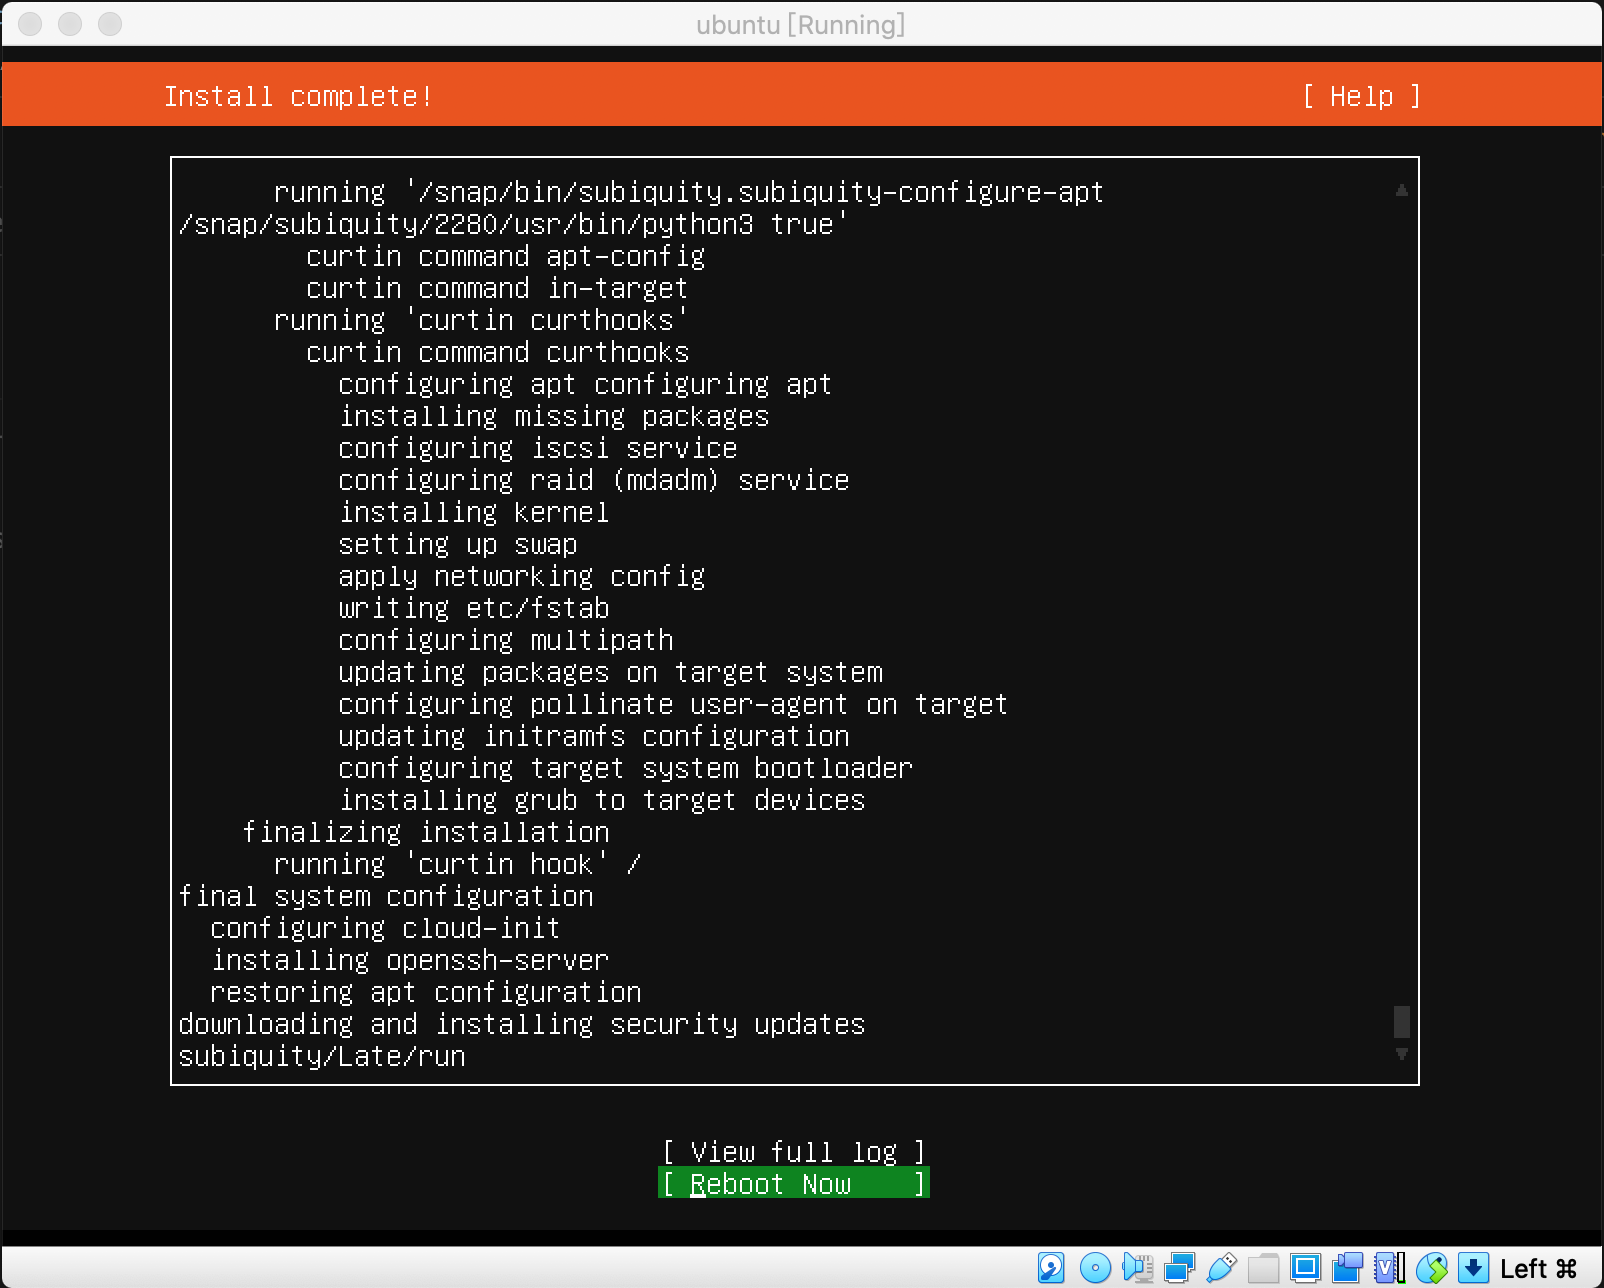 ubuntu [Running]
Install complete! [ Help ]
running '/snap/bin/subiquity.subiquity-configure-apt
/snap/subiquity/2280/usr/bin/python3 true'
curtin command apt-config
curtin command in-target
running 'curtin curthooks'
curtin command curthooks
configuring apt configuring apt
installing missing packages
configuring iscsi service
configuring raid (mdadm) service
installing kernel
setting up swap
apply networking config
writing etc/fstab
configuring multipath
updating packages on target system
configuring pollinate user-agent on target
updating initramfs configuration
configuring target system bootloader
installing grub to target devices
finalizing installation
running 'curtin hook' /
final system configuration
configuring cloud-init
installing openssh-server
restoring apt configuration
downloading and installing security updates
subiquity/Late/run
[ View full log ]
[ Reboot Now ]
Left ⌘